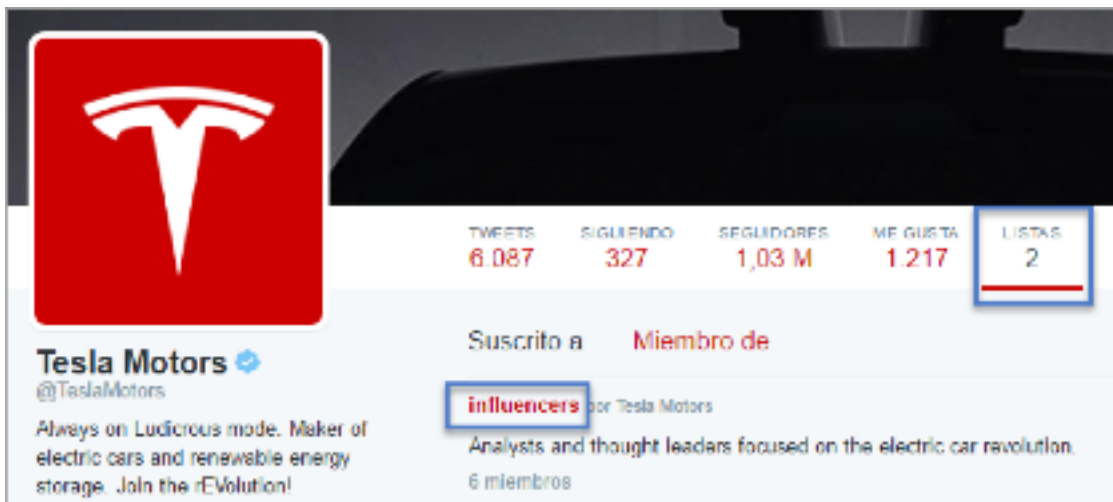 TWEETS SIGUIENDO SEGUIDORES ME GUSTA LISTAS
6.087 327 1,03 M 1.217 2
Suscrito a Miembro de
Tesla Motors
@TeslaMotors
Always on Ludicrous mode. Maker of
electric cars and renewable energy
storage. Join the rEVolution!
influencers por Tesla Motors
Analysts and thought leaders focused on the electric car revolution.
6 miembros